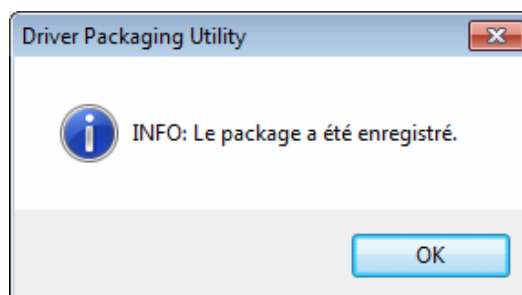 Driver Packaging Utility
INFO: Le package a été enregistré.
OK